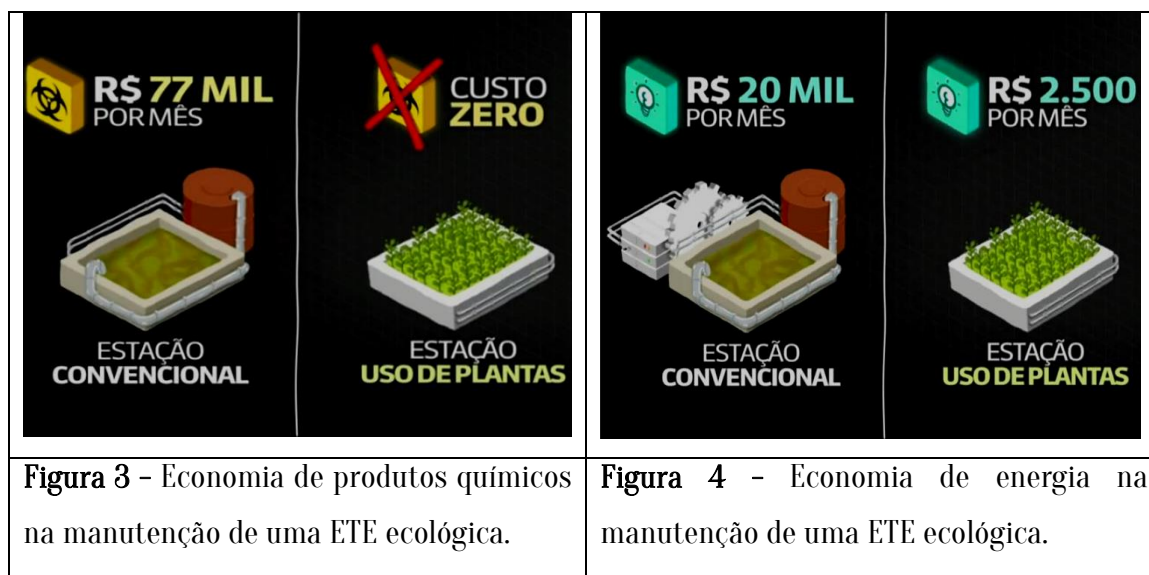 R$ 77 MIL
POR MÊS
CUSTO
ZERO
ESTAÇÃO
CONVENCIONAL
ESTAÇÃO
USO DE PLANTAS
R$ 20 MIL
POR MÊS
R$ 2.500
POR MÊS
ESTAÇÃO
CONVENCIONAL
ESTAÇÃO
USO DE PLANTAS
Figura 3 – Economia de produtos químicos
na manutenção de uma ETE ecológica.
Figura 4 – Economia de energia na
manutenção de uma ETE ecológica.